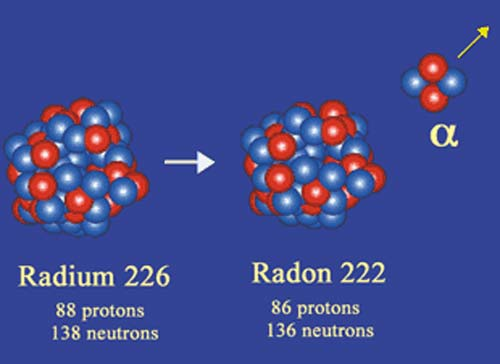 α
Radium 226
88 protons
138 neutrons
Radon 222
86 protons
136 neutrons